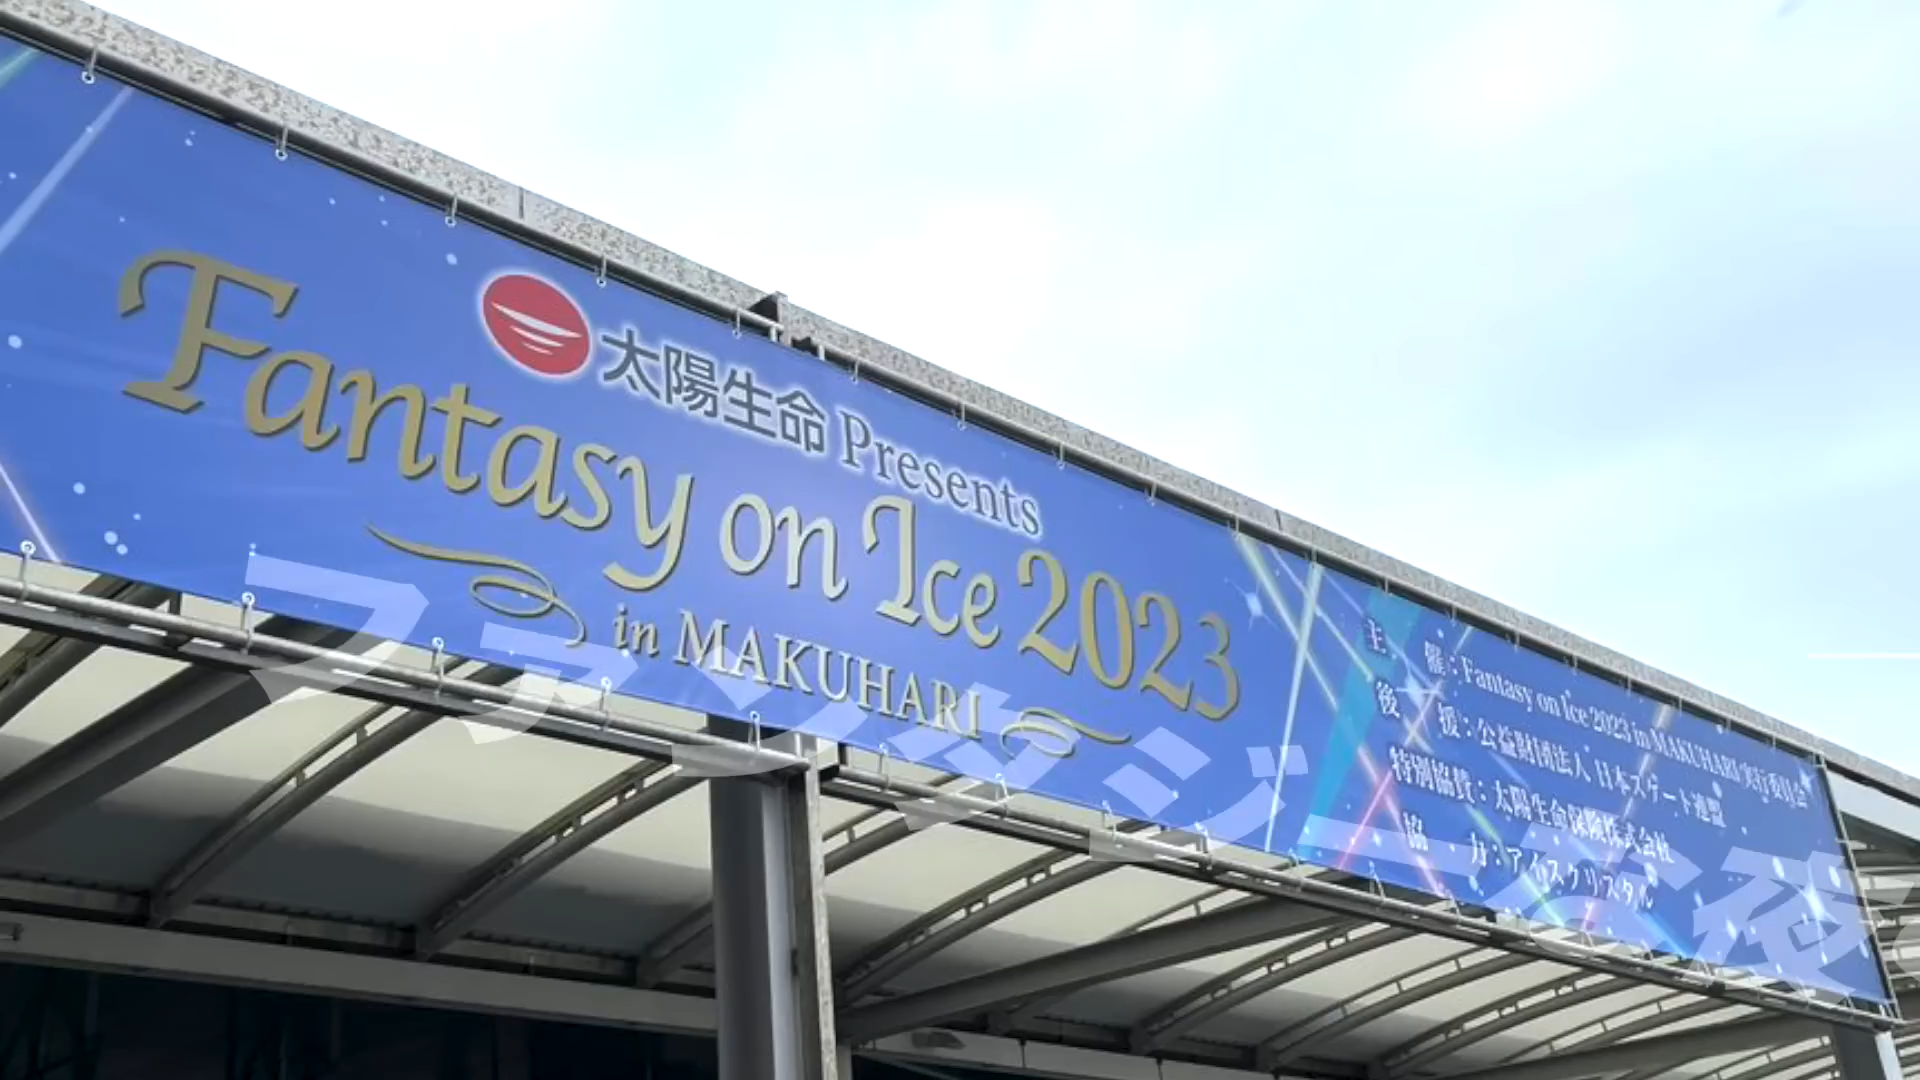 太陽生命 Presents
Fantasy on Ice 2023
in MAKUHARI
主 催：Fantasy on Ice 2023 in MAKUHARI 実行委員会
後 援：公益財団法人 日本スケート連盟
特別協賛：太陽生命保険株式会社
協 力：アイスクリスタル
ファンタジーな夜